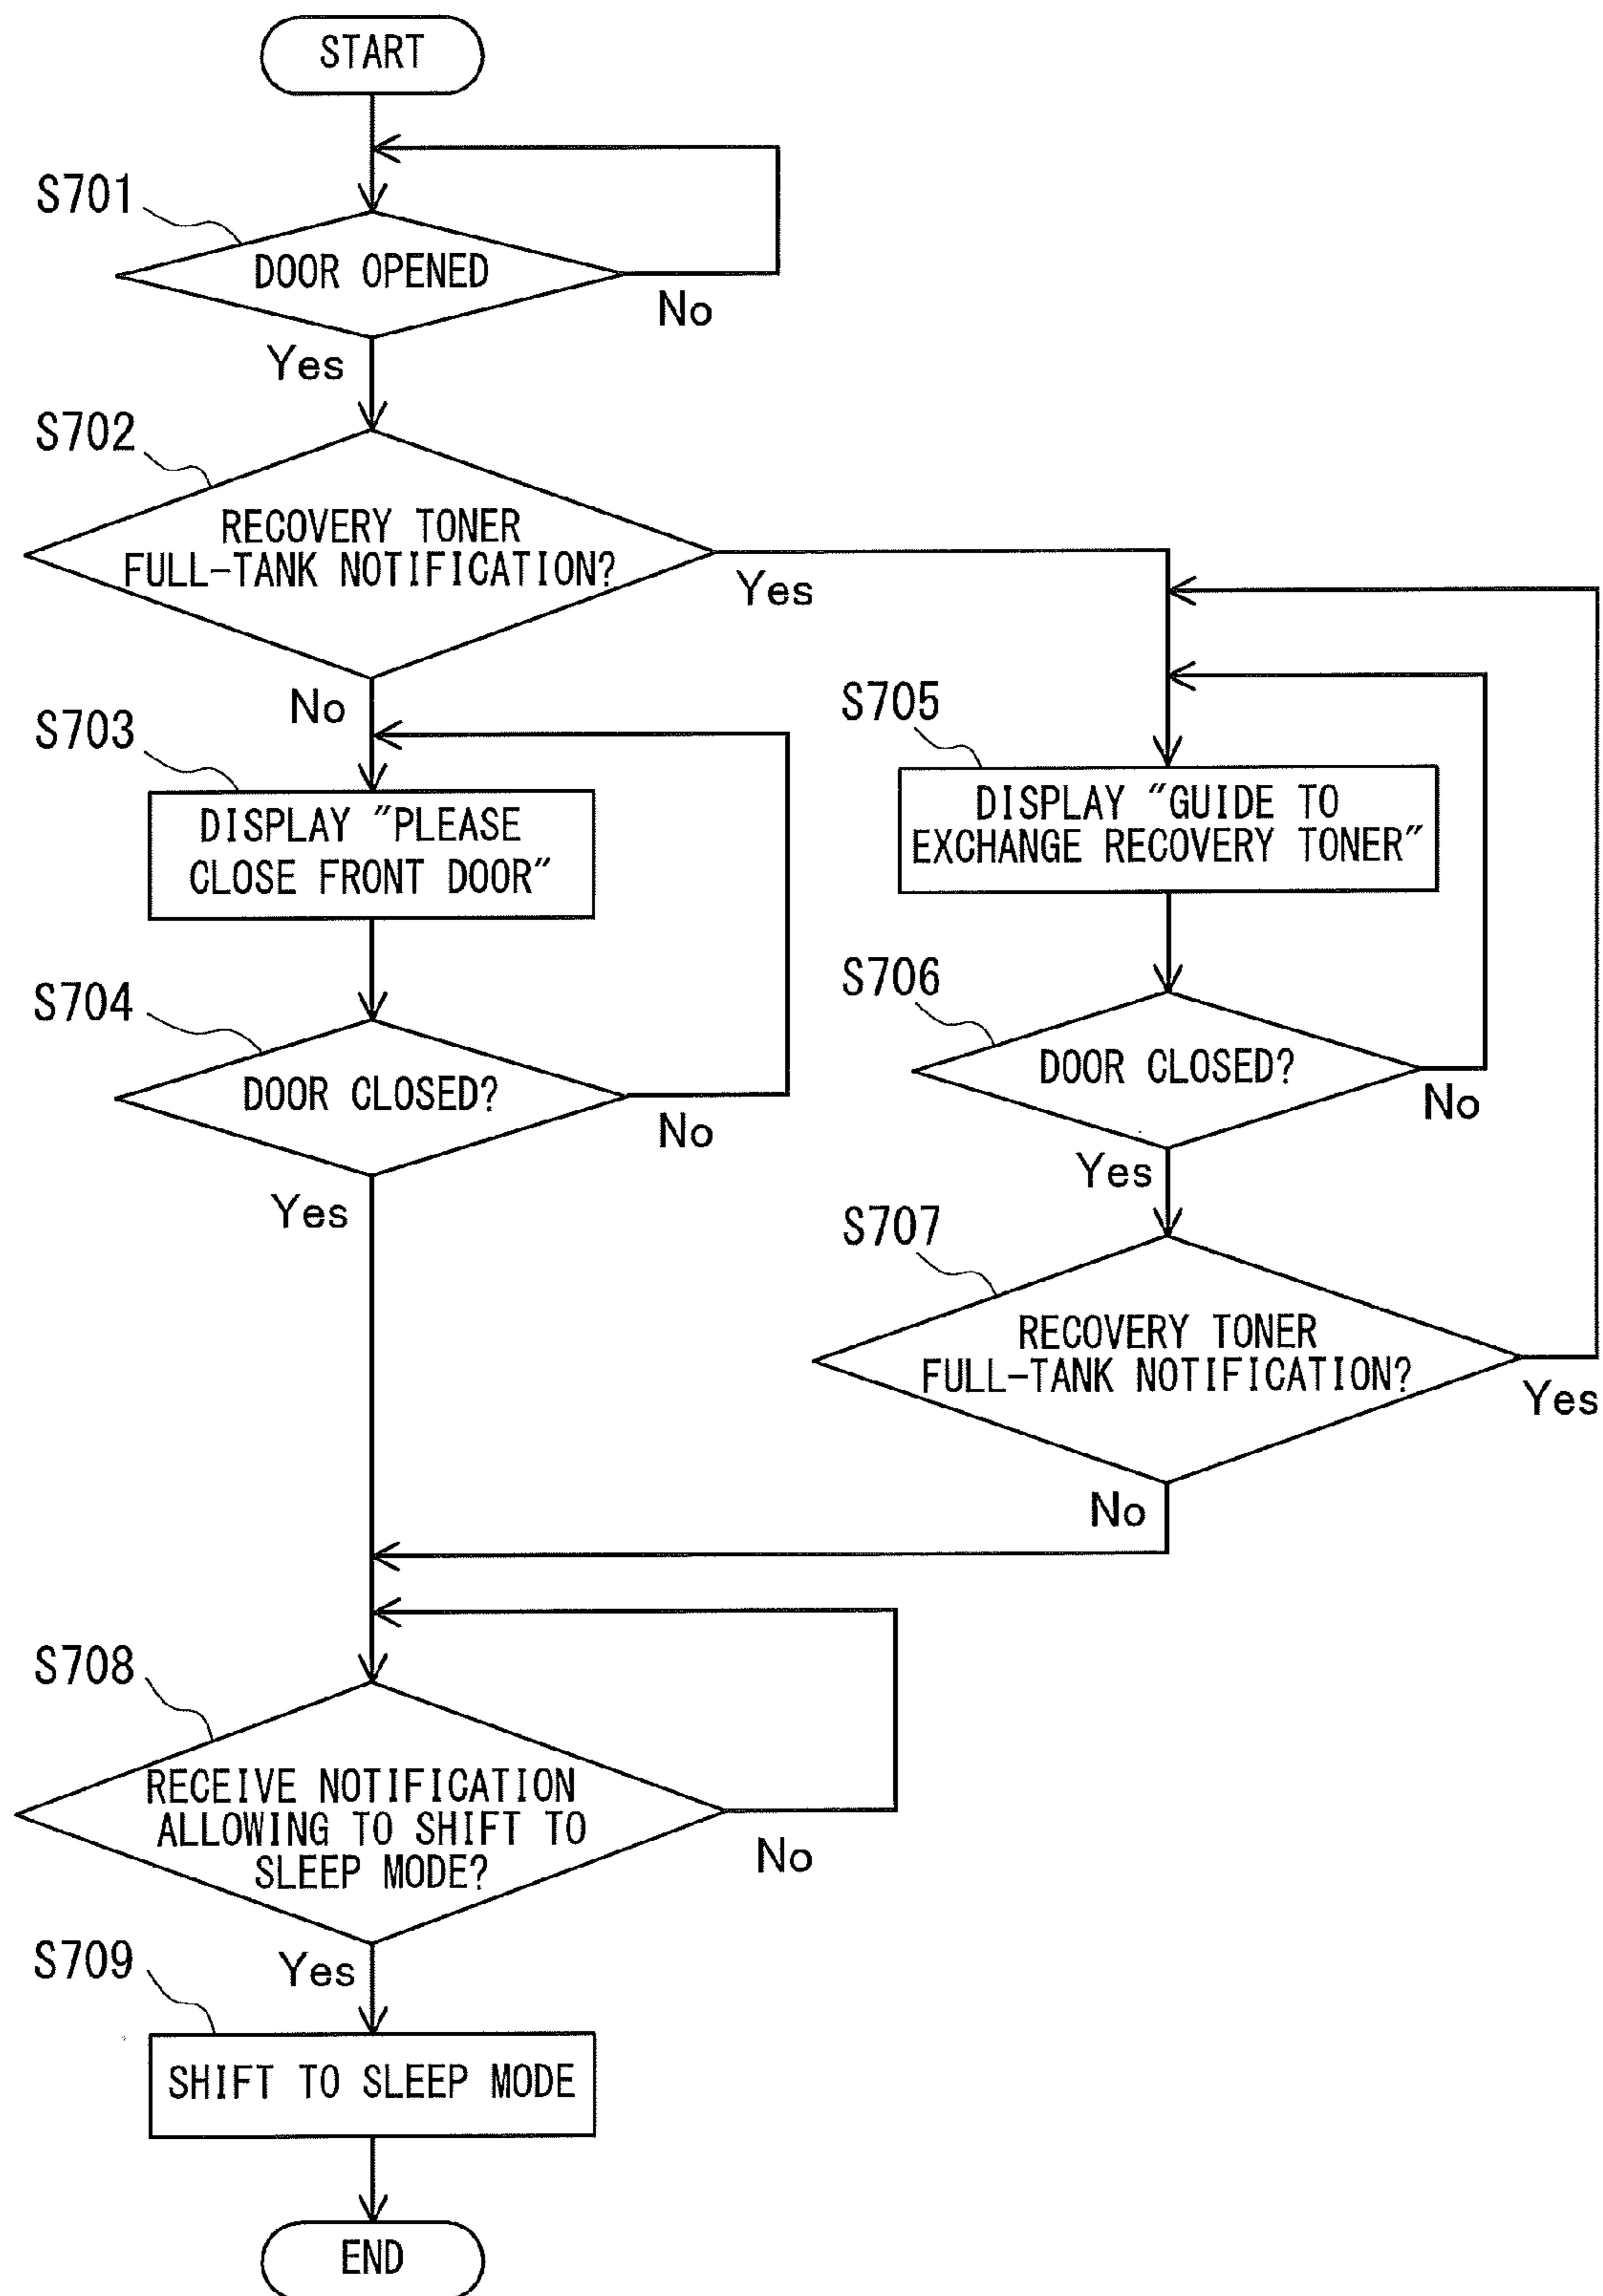 START
S701
DOOR OPENED
No
Yes
S702
RECOVERY TONER
FULL-TANK NOTIFICATION?
Yes
No
S703
DISPLAY "PLEASE
CLOSE FRONT DOOR"
S704
DOOR CLOSED?
No
Yes
S705
DISPLAY "GUIDE TO
EXCHANGE RECOVERY TONER"
S706
DOOR CLOSED?
No
Yes
S707
RECOVERY TONER
FULL-TANK NOTIFICATION?
Yes
No
S708
RECEIVE NOTIFICATION
ALLOWING TO SHIFT TO
SLEEP MODE?
No
Yes
S709
SHIFT TO SLEEP MODE
END